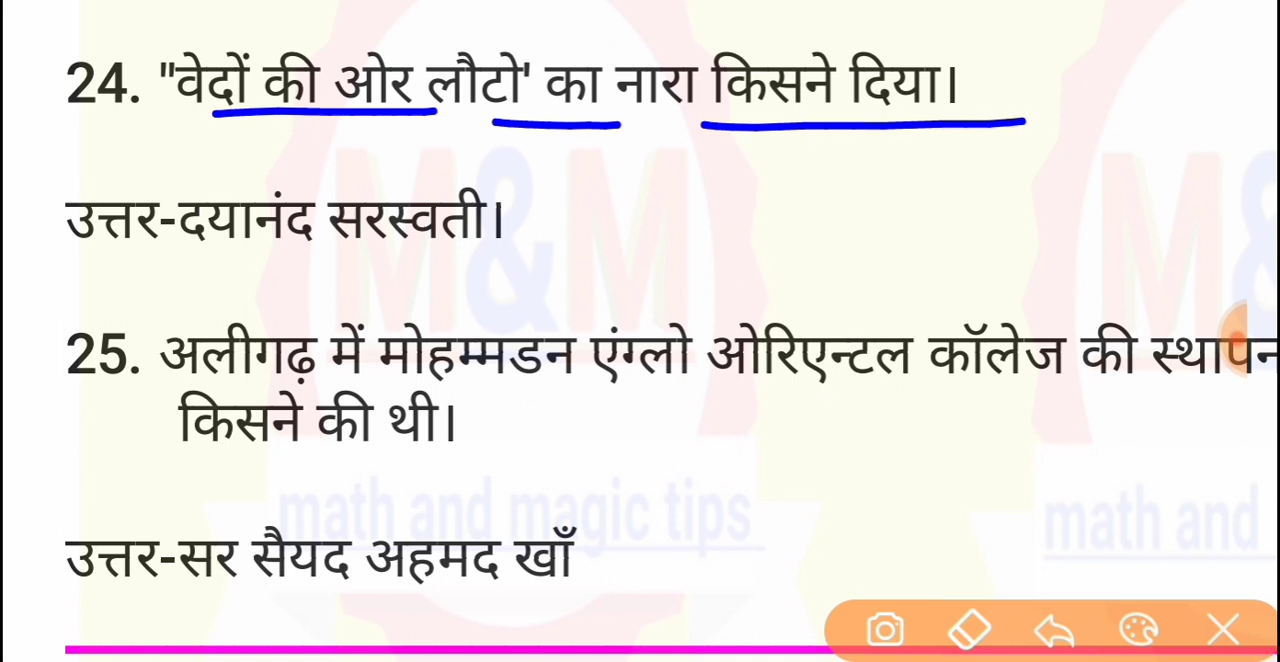 24. "वेदों की ओर लौटो' का नारा किसने दिया।
उत्तर-दयानंद सरस्वती।
25. अलीगढ़ में मोहम्मडन एंग्लो ओरिएन्टल कॉलेज की
किसने की थी।
उत्तर-सर सैयद अहमद खाँ
M&M
math and magic tips
math and